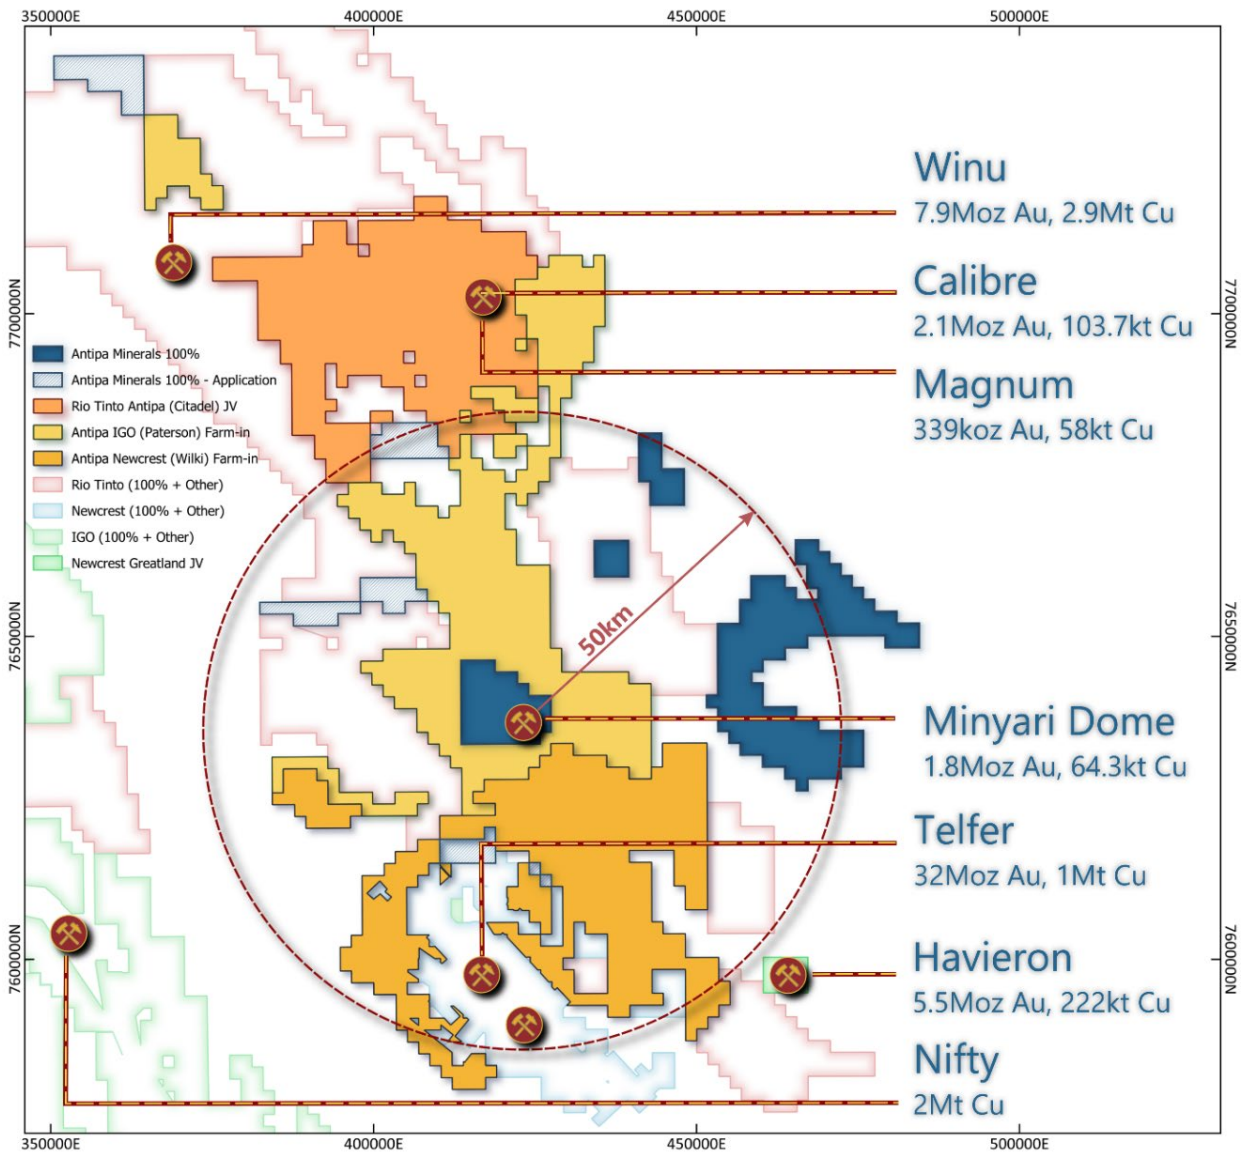 350000E
400000E
450000E
500000E
Winu
7.9Moz Au, 2.9Mt Cu
Calibre
2.1Moz Au, 103.7kt Cu
7700000N
7700000N
Magnum
339koz Au, 58kt Cu
Antipa Minerals 100%
Antipa Minerals 100% - Application
Rio Tinto Antipa (Citadel) JV
Antipa IGO (Paterson) Farm-in
Antipa Newcrest (Wilki) Farm-in
Rio Tinto (100% + Other)
Newcrest (100% + Other)
IGO (100% + Other)
Newcrest Greatland JV
50km
7650000N
7650000N
Minyari Dome
1.8Moz Au, 64.3kt Cu
Telfer
32Moz Au, 1Mt Cu
7600000N
7600000N
Havieron
5.5Moz Au, 222kt Cu
Nifty
2Mt Cu
350000E
400000E
450000E
500000E